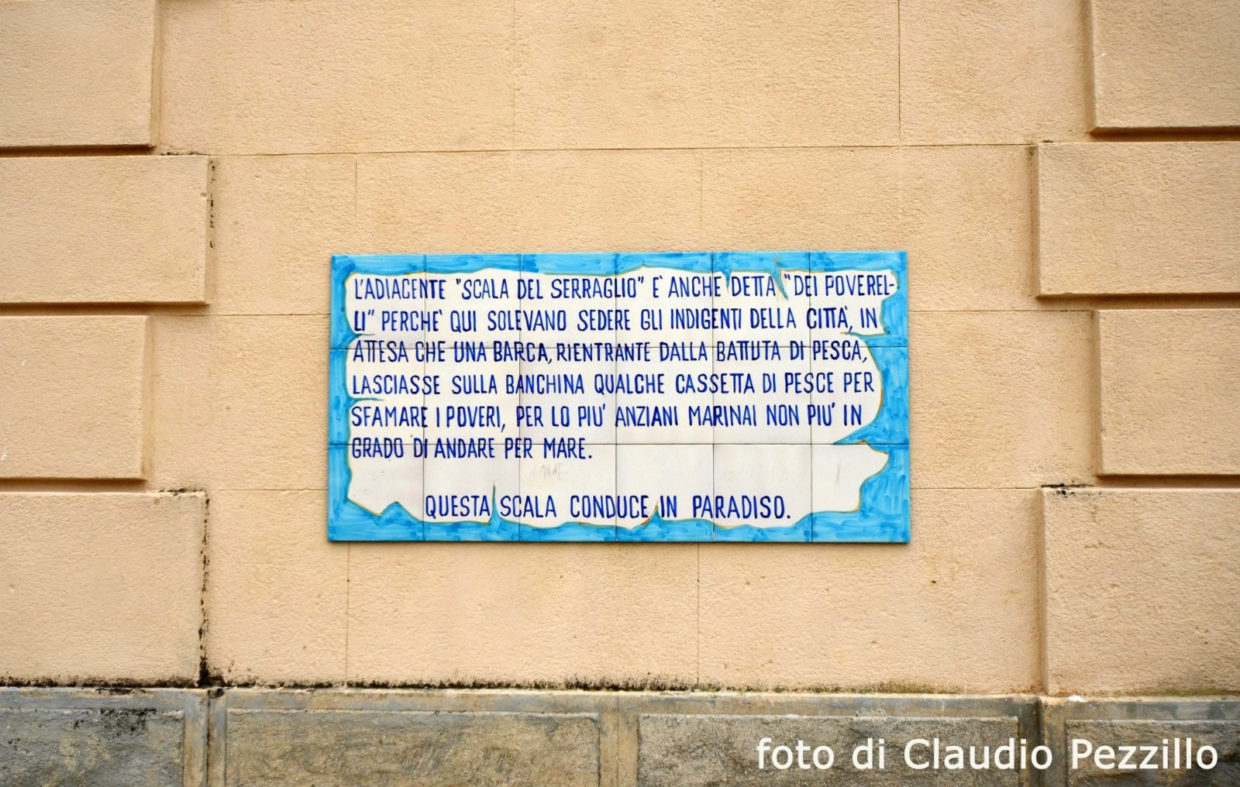 L'ADIACENTE "SCALA DEL SERRAGLIO" E' ANCHE DETTA "DEI POVEREL-
LI" PERCHE' QUI SOLEVANO SEDERE GLI INDIGENTI DELLA CITTA', IN
ATTESA CHE UNA BARCA, RIENTRANTE DALLA BATTUTA DI PESCA,
LASCIASSE SULLA BANCHINA QUALCHE CASSETTA DI PESCE PER
SFAMARE I POVERI, PER LO PIU' ANZIANI MARINAI NON PIU' IN
GRADO DI ANDARE PER MARE.
QUESTA SCALA CONDUCE IN PARADISO.
foto di Claudio Pezzillo